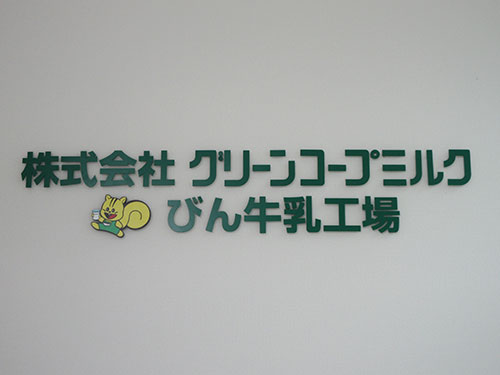 株式会社 グリーンコープミルク
びん牛乳工場